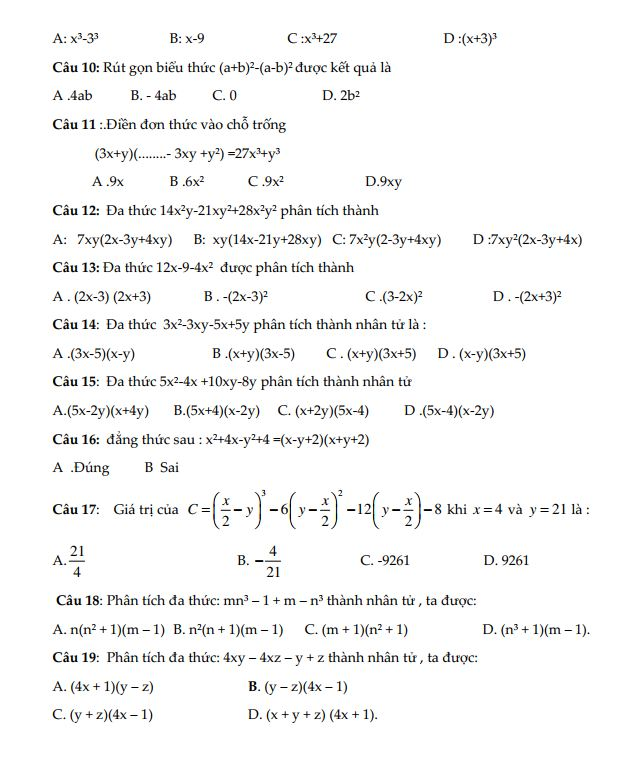 A: x³-3³ B: x-9 C :x³+27 D :(x+3)³
Câu 10: Rút gọn biểu thức (a+b)²-(a-b)² được kết quả là
A .4ab B. - 4ab C. 0 D. 2b²
Câu 11 :.Điền đơn thức vào chỗ trống
(3x+y)(........- 3xy +y²) =27x³+y³
A .9x B .6x² C .9x² D.9xy
Câu 12: Đa thức 14x²y-21xy²+28x²y² phân tích thành
A: 7xy(2x-3y+4xy) B: xy(14x-21y+28xy) C: 7x²y(2-3y+4xy) D :7xy²(2x-3y+4x)
Câu 13: Đa thức 12x-9-4x² được phân tích thành
A . (2x-3) (2x+3) B . -(2x-3)² C .(3-2x)² D . -(2x+3)²
Câu 14: Đa thức 3x²-3xy-5x+5y phân tích thành nhân tử là :
A .(3x-5)(x-y) B .(x+y)(3x-5) C . (x+y)(3x+5) D . (x-y)(3x+5)
Câu 15: Đa thức 5x²-4x +10xy-8y phân tích thành nhân tử
A.(5x-2y)(x+4y) B.(5x+4)(x-2y) C. (x+2y)(5x-4) D .(5x-4)(x-2y)
Câu 16: đẳng thức sau : x²+4x-y²+4 =(x-y+2)(x+y+2)
A .Đúng B Sai
Câu 17: Giá trị của C = (x/2 − y)³ − 6(y − x/2)² − 12(y − x/2) − 8 khi x = 4 và y = 21 là :
A. 21/4 B. −4/21 C. -9261 D. 9261
Câu 18: Phân tích đa thức: mn³ – 1 + m – n³ thành nhân tử , ta được:
A. n(n² + 1)(m – 1) B. n²(n + 1)(m – 1) C. (m + 1)(n² + 1) D. (n³ + 1)(m – 1).
Câu 19: Phân tích đa thức: 4xy – 4xz – y + z thành nhân tử , ta được:
A. (4x + 1)(y – z) B. (y – z)(4x – 1)
C. (y + z)(4x – 1) D. (x + y + z) (4x + 1).